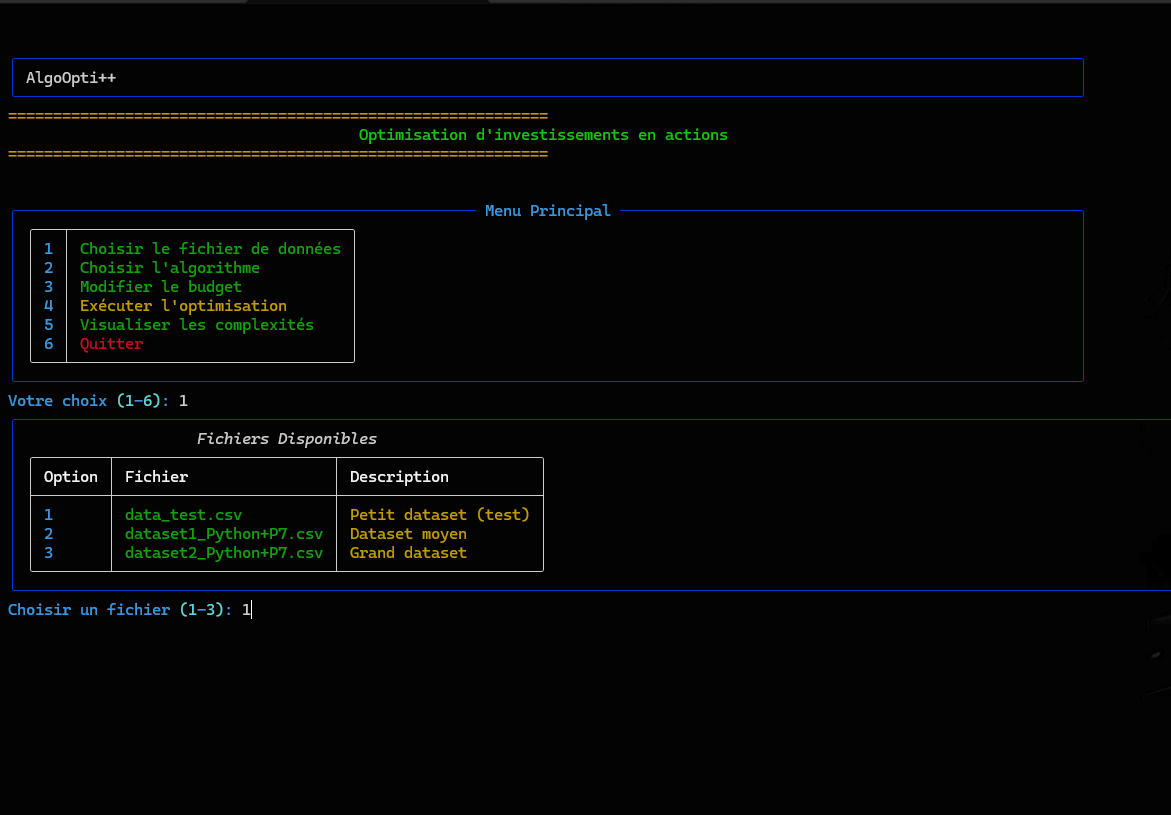 AlgoOpti++
============================================================
Optimisation d'investissements en actions
============================================================
Menu Principal
1 Choisir le fichier de données
2 Choisir l'algorithme
3 Modifier le budget
4 Exécuter l'optimisation
5 Visualiser les complexités
6 Quitter
Votre choix (1-6): 1
Fichiers Disponibles
Option Fichier Description
1 data_test.csv Petit dataset (test)
2 dataset1_Python+P7.csv Dataset moyen
3 dataset2_Python+P7.csv Grand dataset
Choisir un fichier (1-3): 1